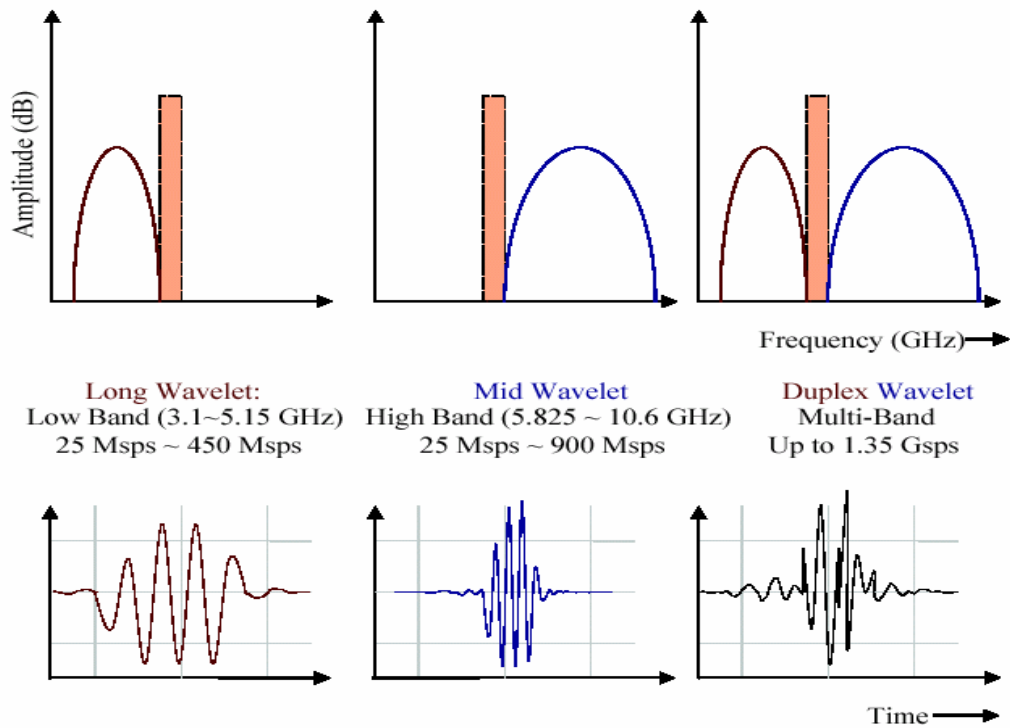 Amplitude (dB)
Frequency (GHz)
Long Wavelet:
Low Band (3.1~5.15 GHz)
25 Msps ~ 450 Msps
Mid Wavelet
High Band (5.825 ~ 10.6 GHz)
25 Msps ~ 900 Msps
Duplex Wavelet
Multi-Band
Up to 1.35 Gsps
Time